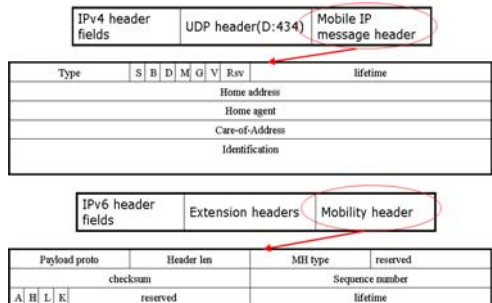 IPv4 header fields UDP header(D:434) Mobile IP message header
Type S B D M G V Rsv lifetime
Home address
Home agent
Care-of-Address
Identification
IPv6 header fields Extension headers Mobility header
Payload proto Header len MH type reserved
checksum Sequence number
A H L K reserved lifetime